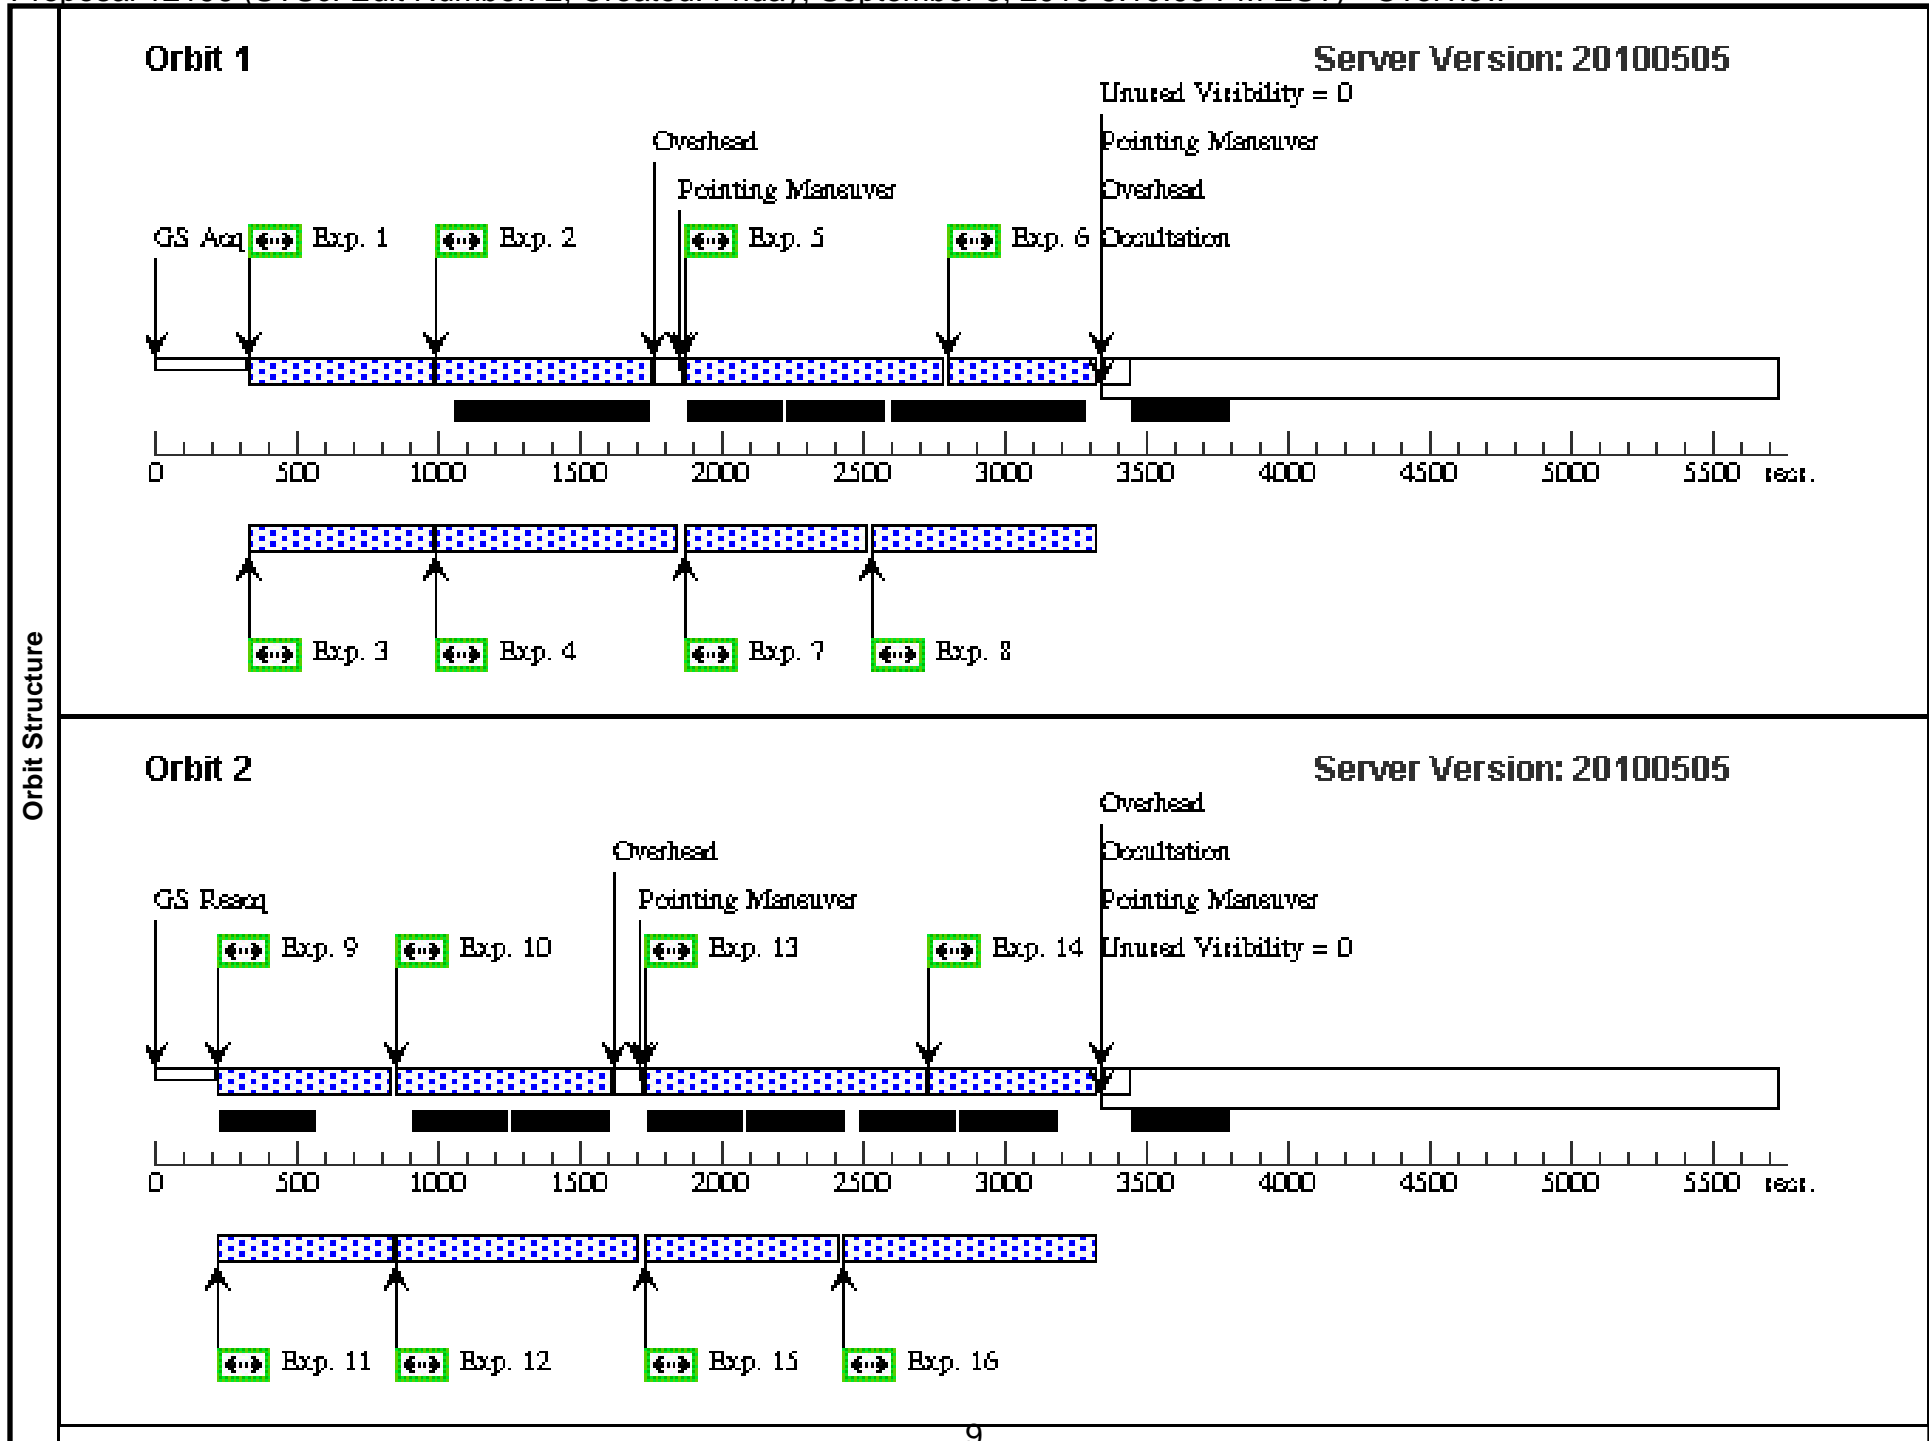 Orbit Structure
Orbit 1
Server Version: 20100505
Unused Visibility = 0
Overhead
Pointing Maneuver
Pointing Maneuver
Overhead
GS Acq
Exp. 1
Exp. 2
Exp. 5
Exp. 6
Occultation
0 500 1000 1500 2000 2500 3000 3500 4000 4500 5000 5500 secs.
Exp. 3
Exp. 4
Exp. 7
Exp. 8
Orbit 2
Server Version: 20100505
Overhead
Overhead
Occultation
GS Reacq
Pointing Maneuver
Pointing Maneuver
Exp. 9
Exp. 10
Exp. 13
Exp. 14
Unused Visibility = 0
0 500 1000 1500 2000 2500 3000 3500 4000 4500 5000 5500 secs.
Exp. 11
Exp. 12
Exp. 15
Exp. 16
9